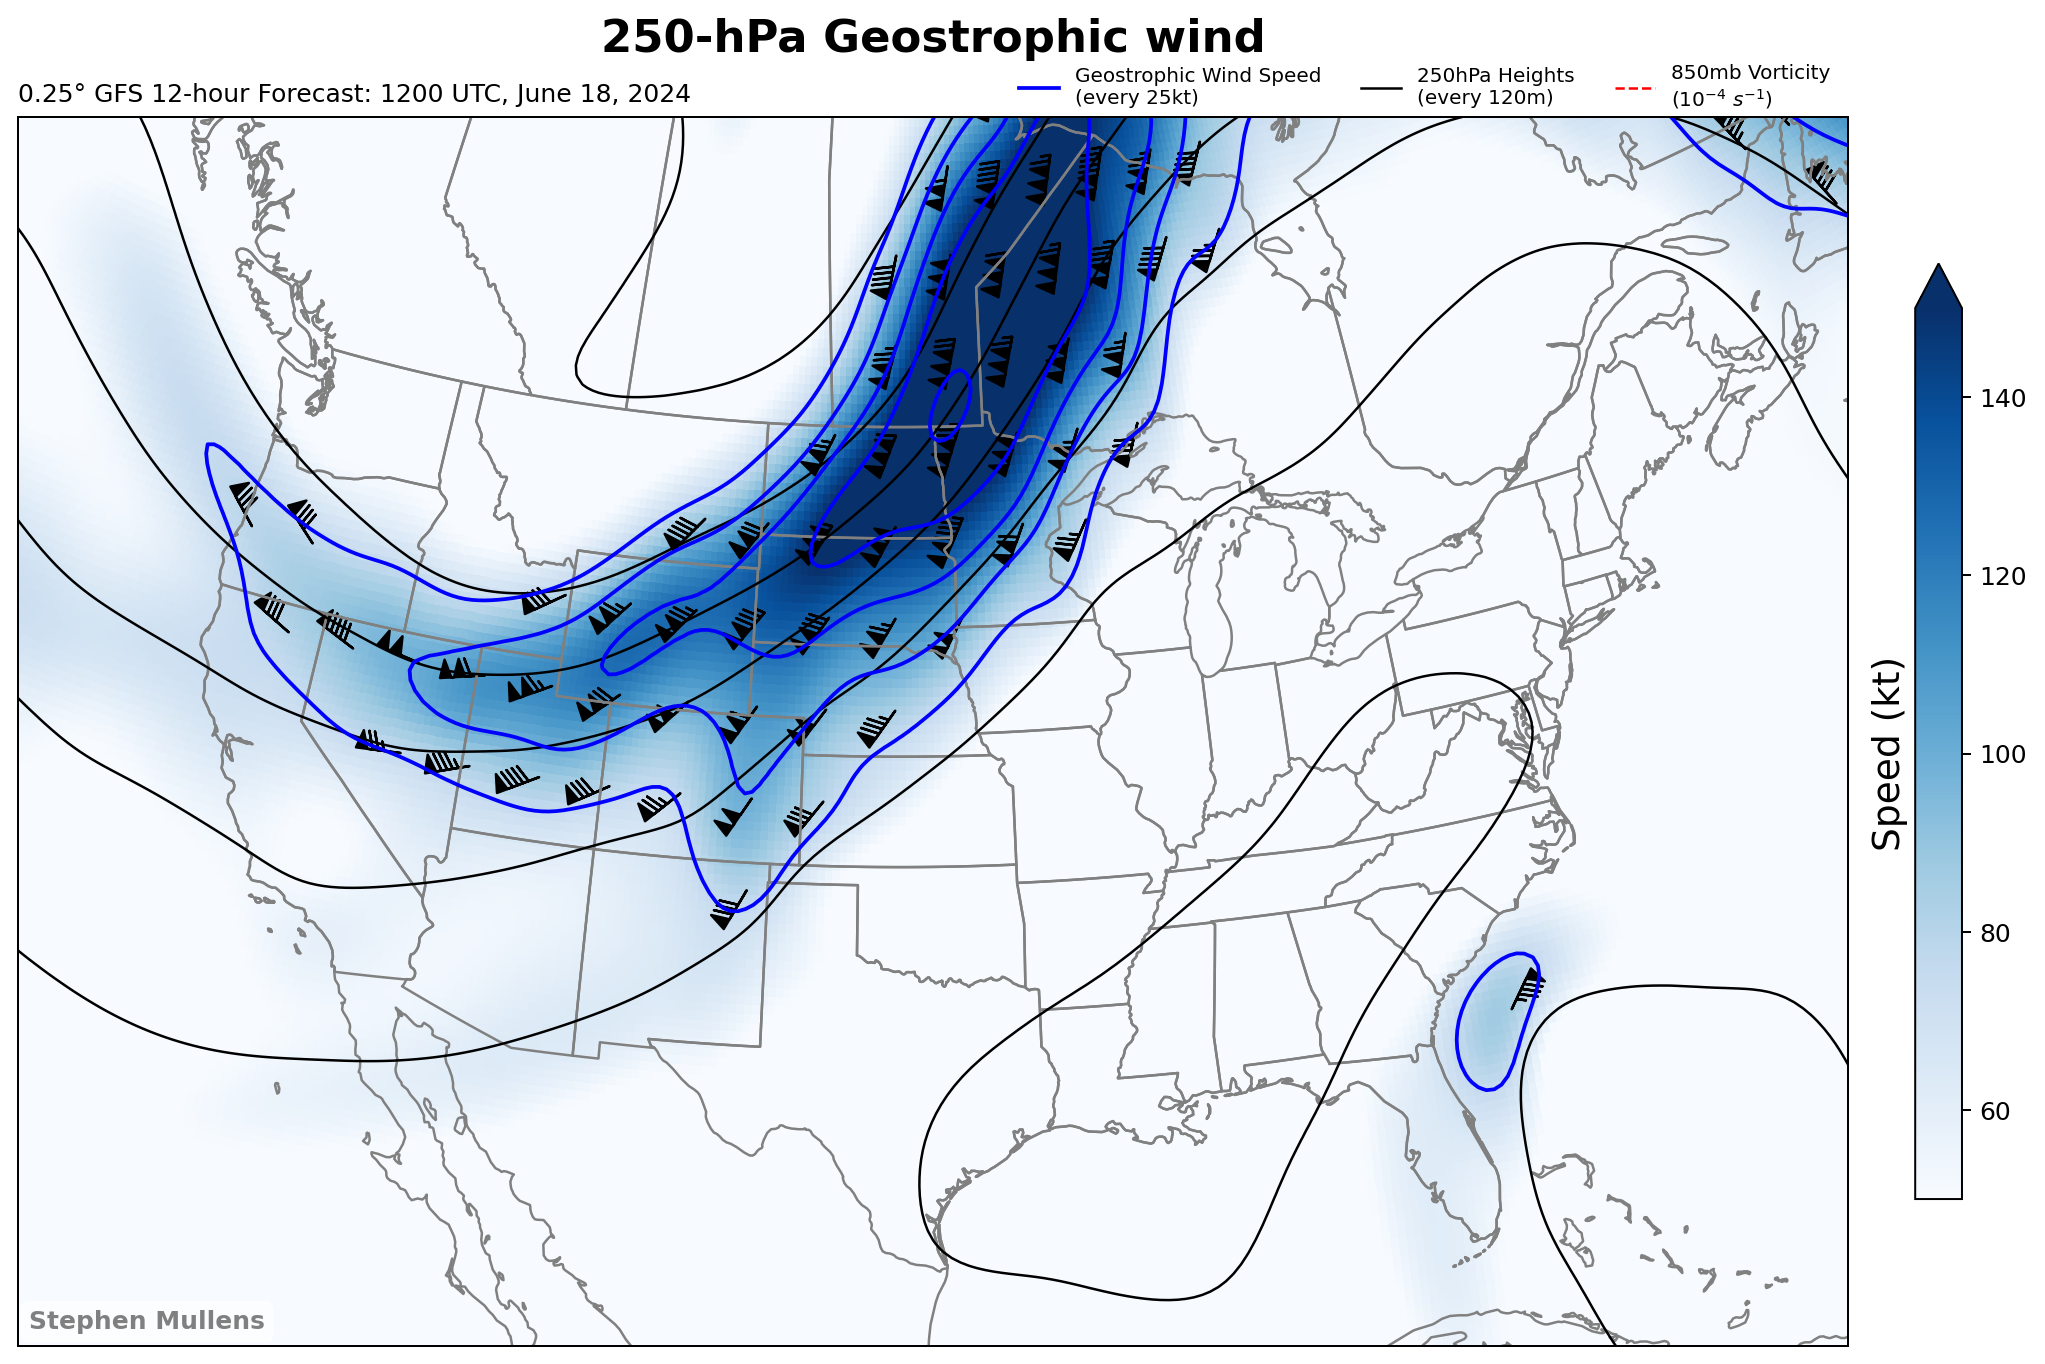 250-hPa Geostrophic wind
0.25° GFS 12-hour Forecast: 1200 UTC, June 18, 2024
Geostrophic Wind Speed
(every 25kt)
250hPa Heights
(every 120m)
850mb Vorticity
(10⁻⁴ s⁻¹)
140
120
100
80
60
Speed (kt)
Stephen Mullens